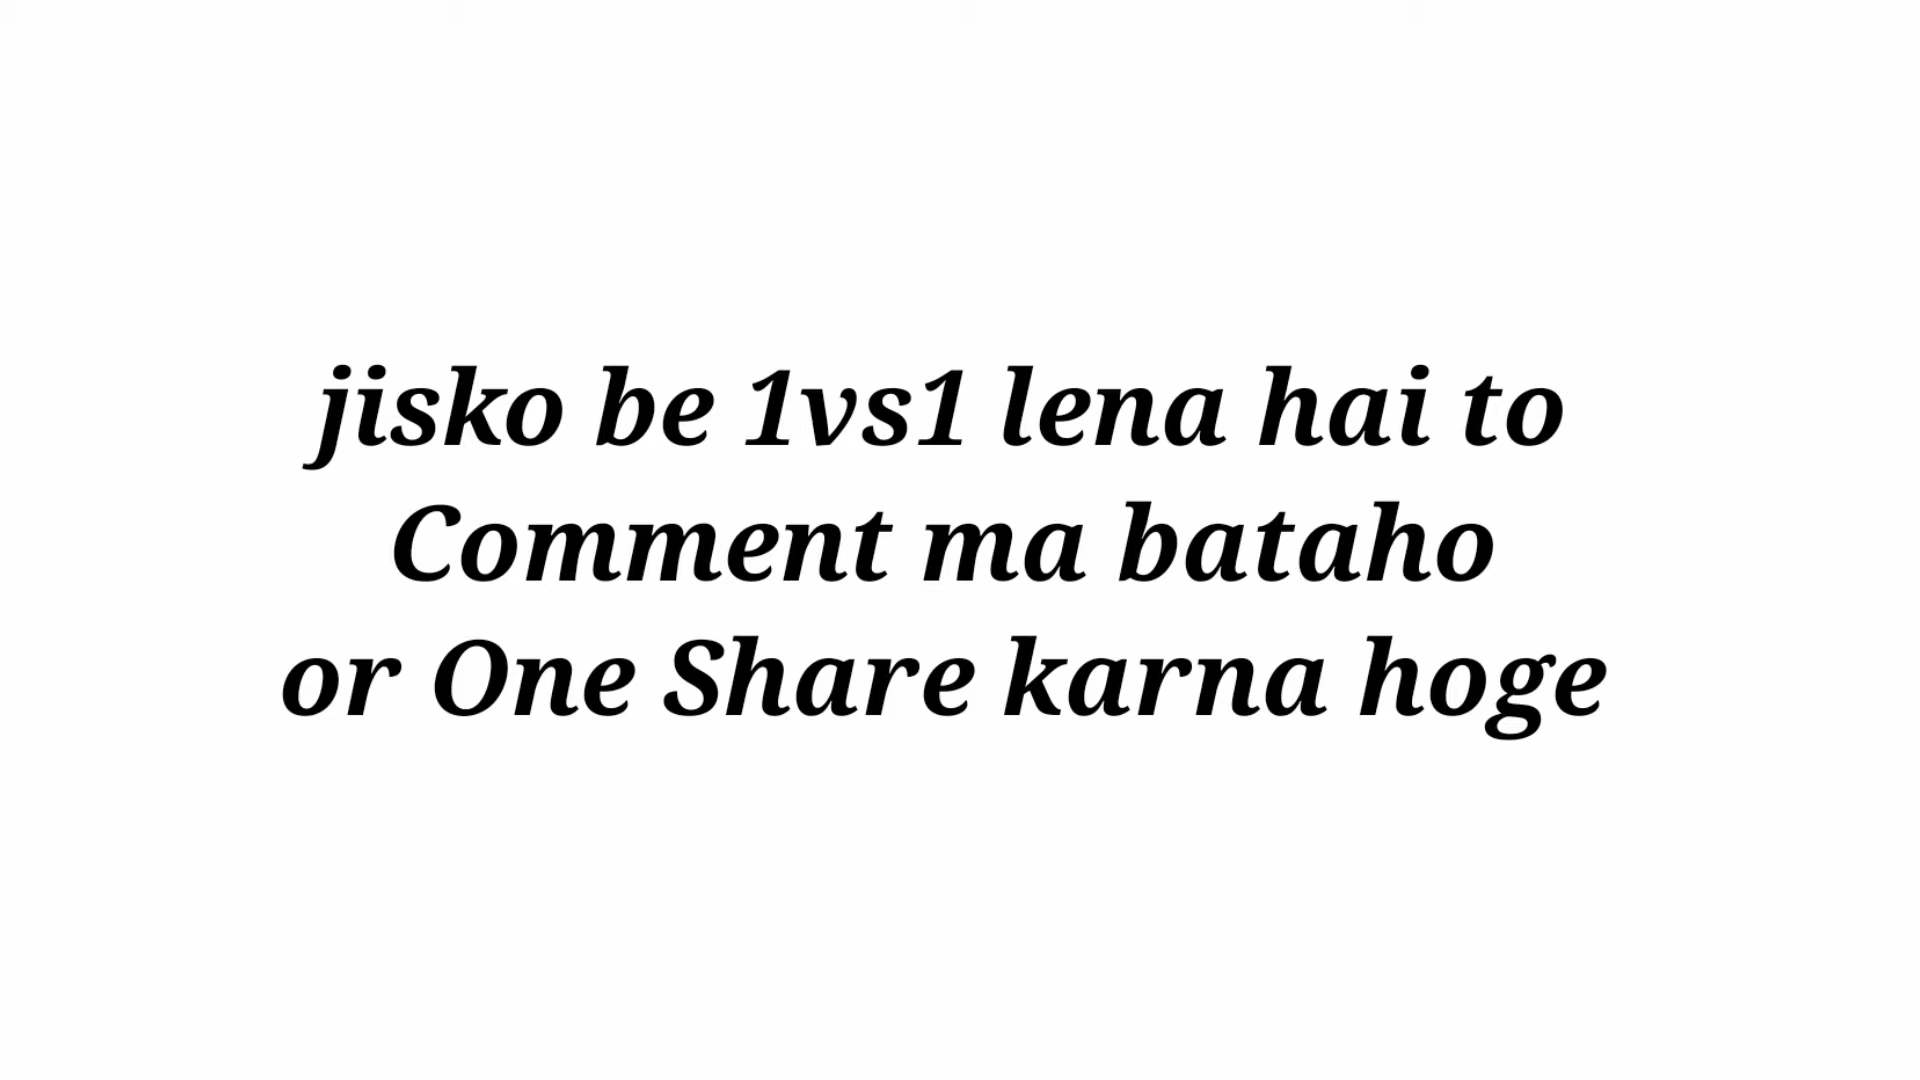 jisko be 1vs1 lena hai to
Comment ma bataho
or One Share karna hoge